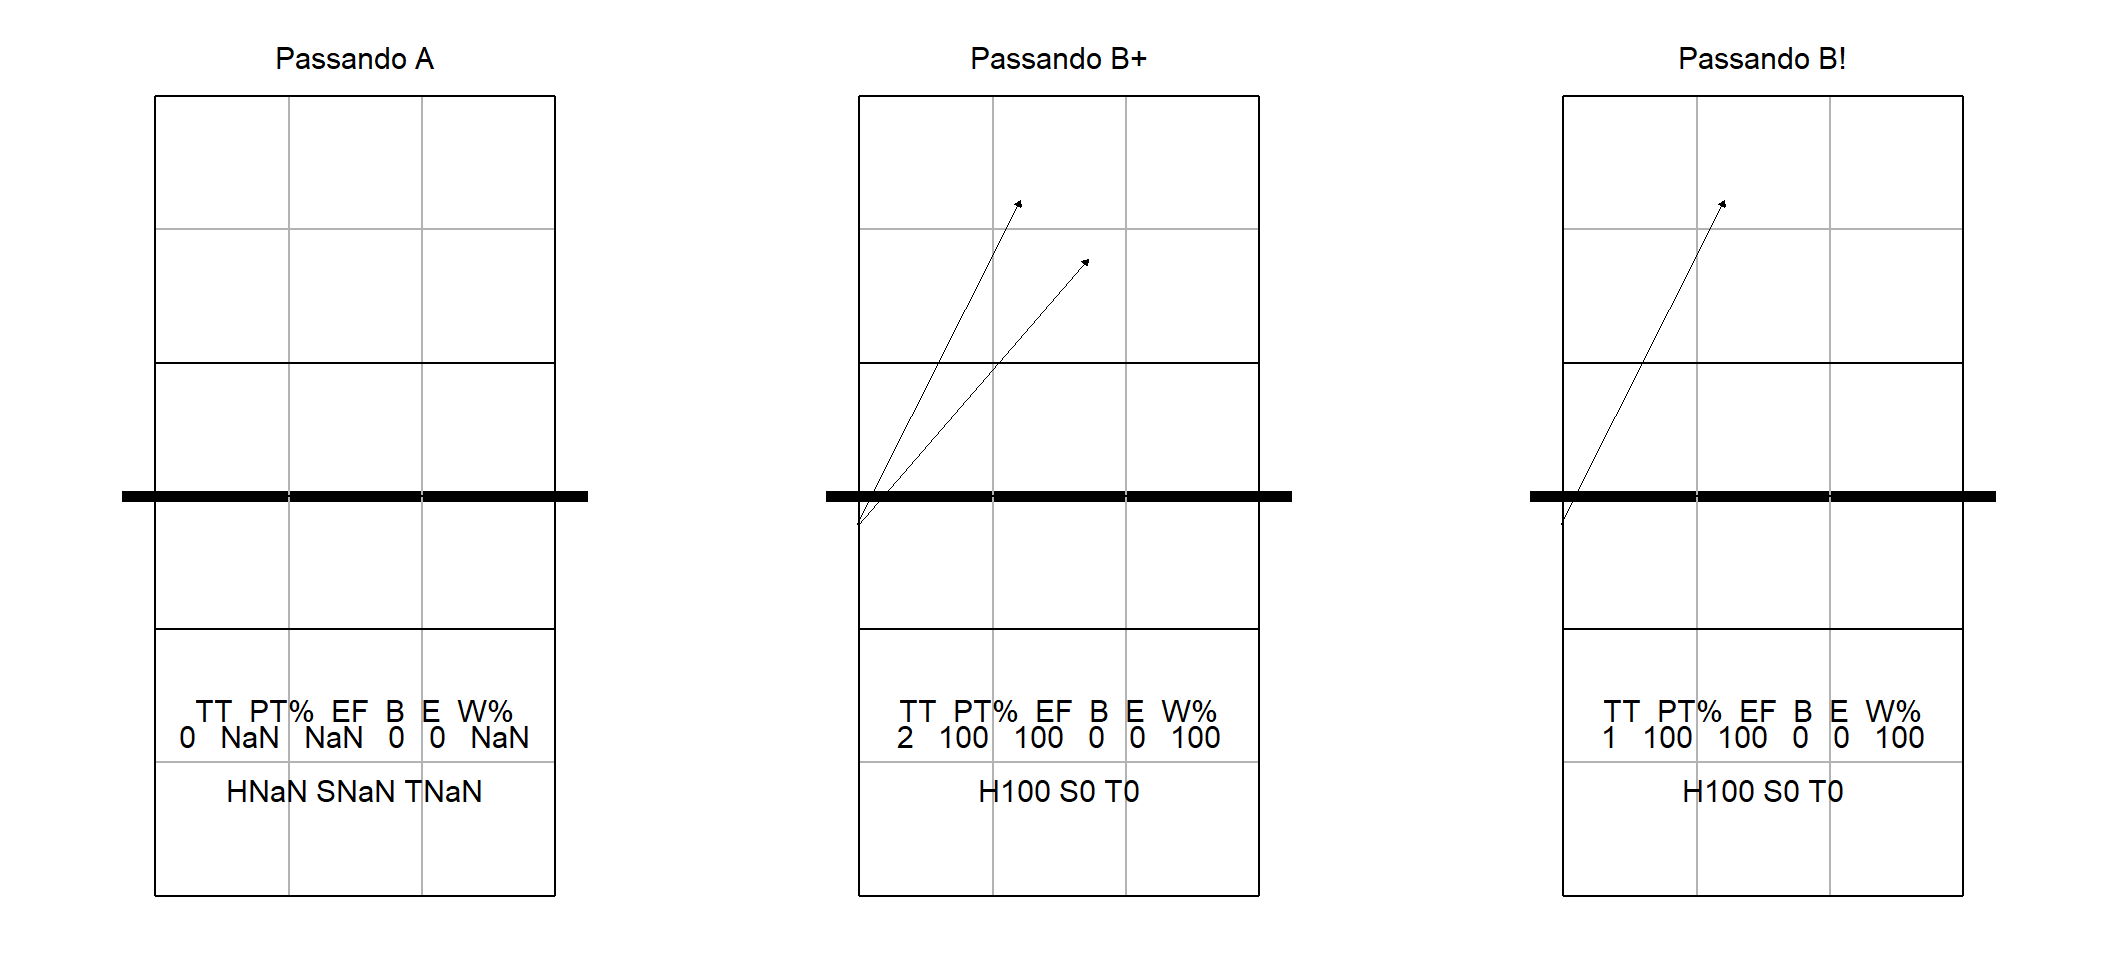 Passando A
TT PT% EF B E W%
0 NaN NaN 0 0 NaN
HNaN SNaN TNaN
Passando B+
TT PT% EF B E W%
2 100 100 0 0 100
H100 S0 T0
Passando B!
TT PT% EF B E W%
1 100 100 0 0 100
H100 S0 T0